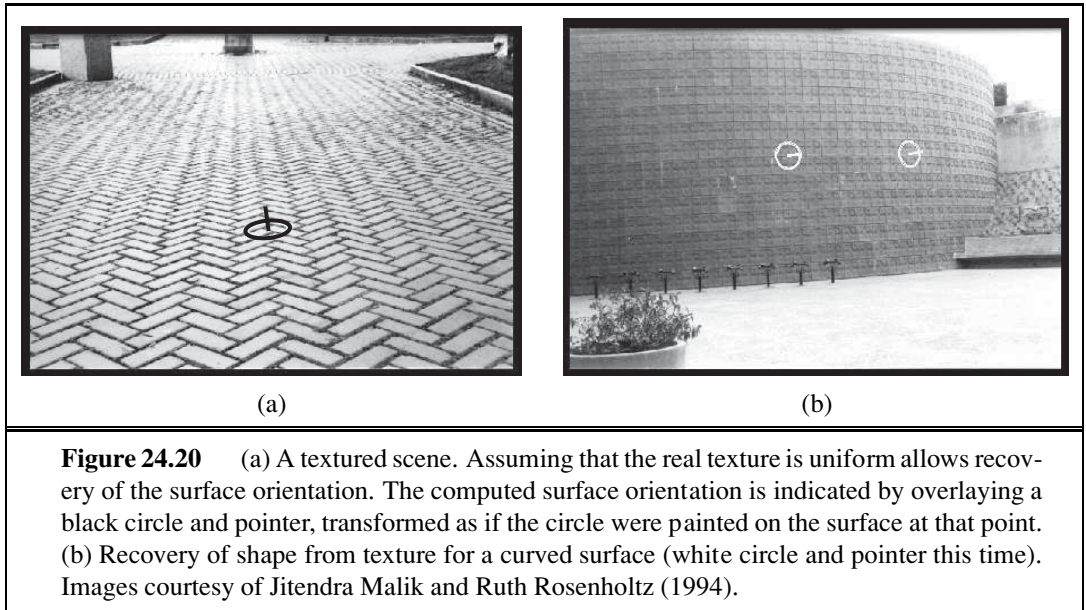 (a)
(b)
Figure 24.20 (a) A textured scene. Assuming that the real texture is uniform allows recov-
ery of the surface orientation. The computed surface orientation is indicated by overlaying a
black circle and pointer, transformed as if the circle were painted on the surface at that point.
(b) Recovery of shape from texture for a curved surface (white circle and pointer this time).
Images courtesy of Jitendra Malik and Ruth Rosenholtz (1994).